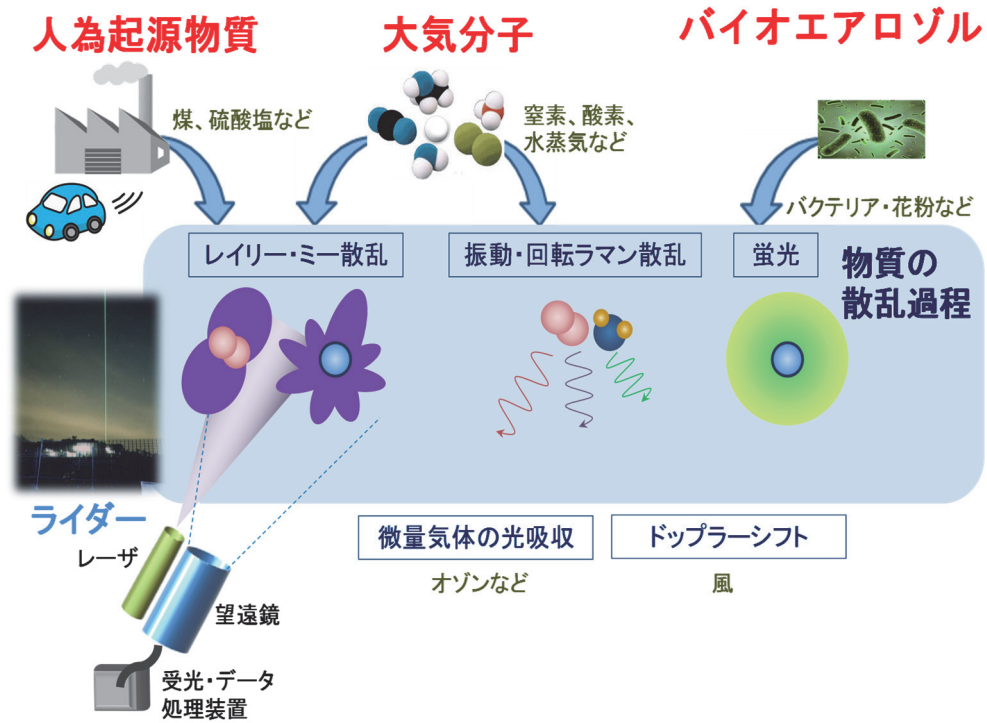 人為起源物質
大気分子
バイオエアロゾル
煤、硫酸塩など
窒素、酸素、
水蒸気など
バクテリア・花粉など
レイリー・ミー散乱
振動・回転ラマン散乱
蛍光
物質の
散乱過程
ライダー
レーザ
望遠鏡
受光・データ
処理装置
微量気体の光吸収
オゾンなど
ドップラーシフト
風